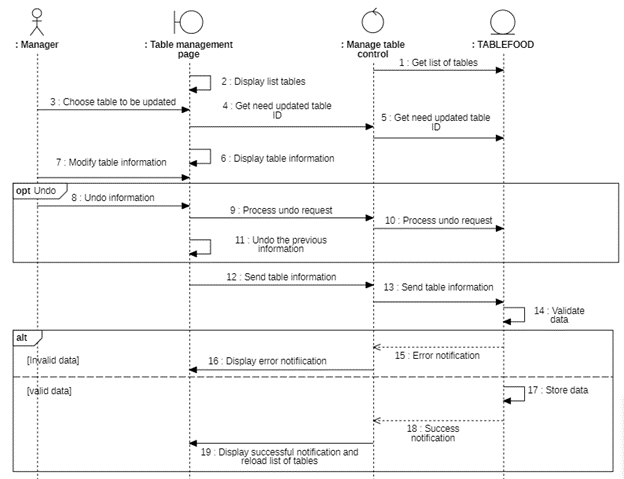 : Manager
: Table management
page
: Manage table
control
: TABLEFOOD
1 : Get list of tables
2 : Display list tables
3 : Choose table to be updated
4 : Get need updated table
ID
5 : Get need updated table
ID
6 : Display table information
7 : Modify table information
opt Undo
8 : Undo information
9 : Process undo request
10 : Process undo request
11 : Undo the previous
information
12 : Send table information
13 : Send table information
14 : Validate
data
alt
[Invalid data]
15 : Error notification
16 : Display error notifiication
[valid data]
17 : Store data
18 : Success
notification
19 : Display successful notification and
reload list of tables